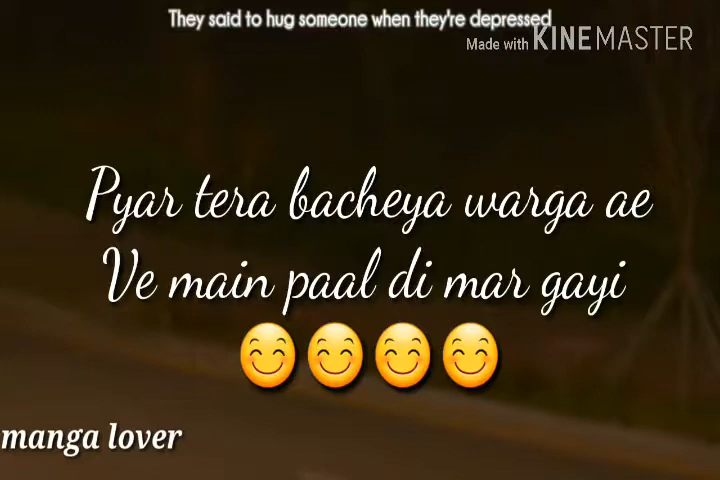 They said to hug someone when they're depressed
Made with KINEMASTER
Pyar tera bacheya warga ae
Ve main paal di mar gayi
😊😊😊😊
manga lover